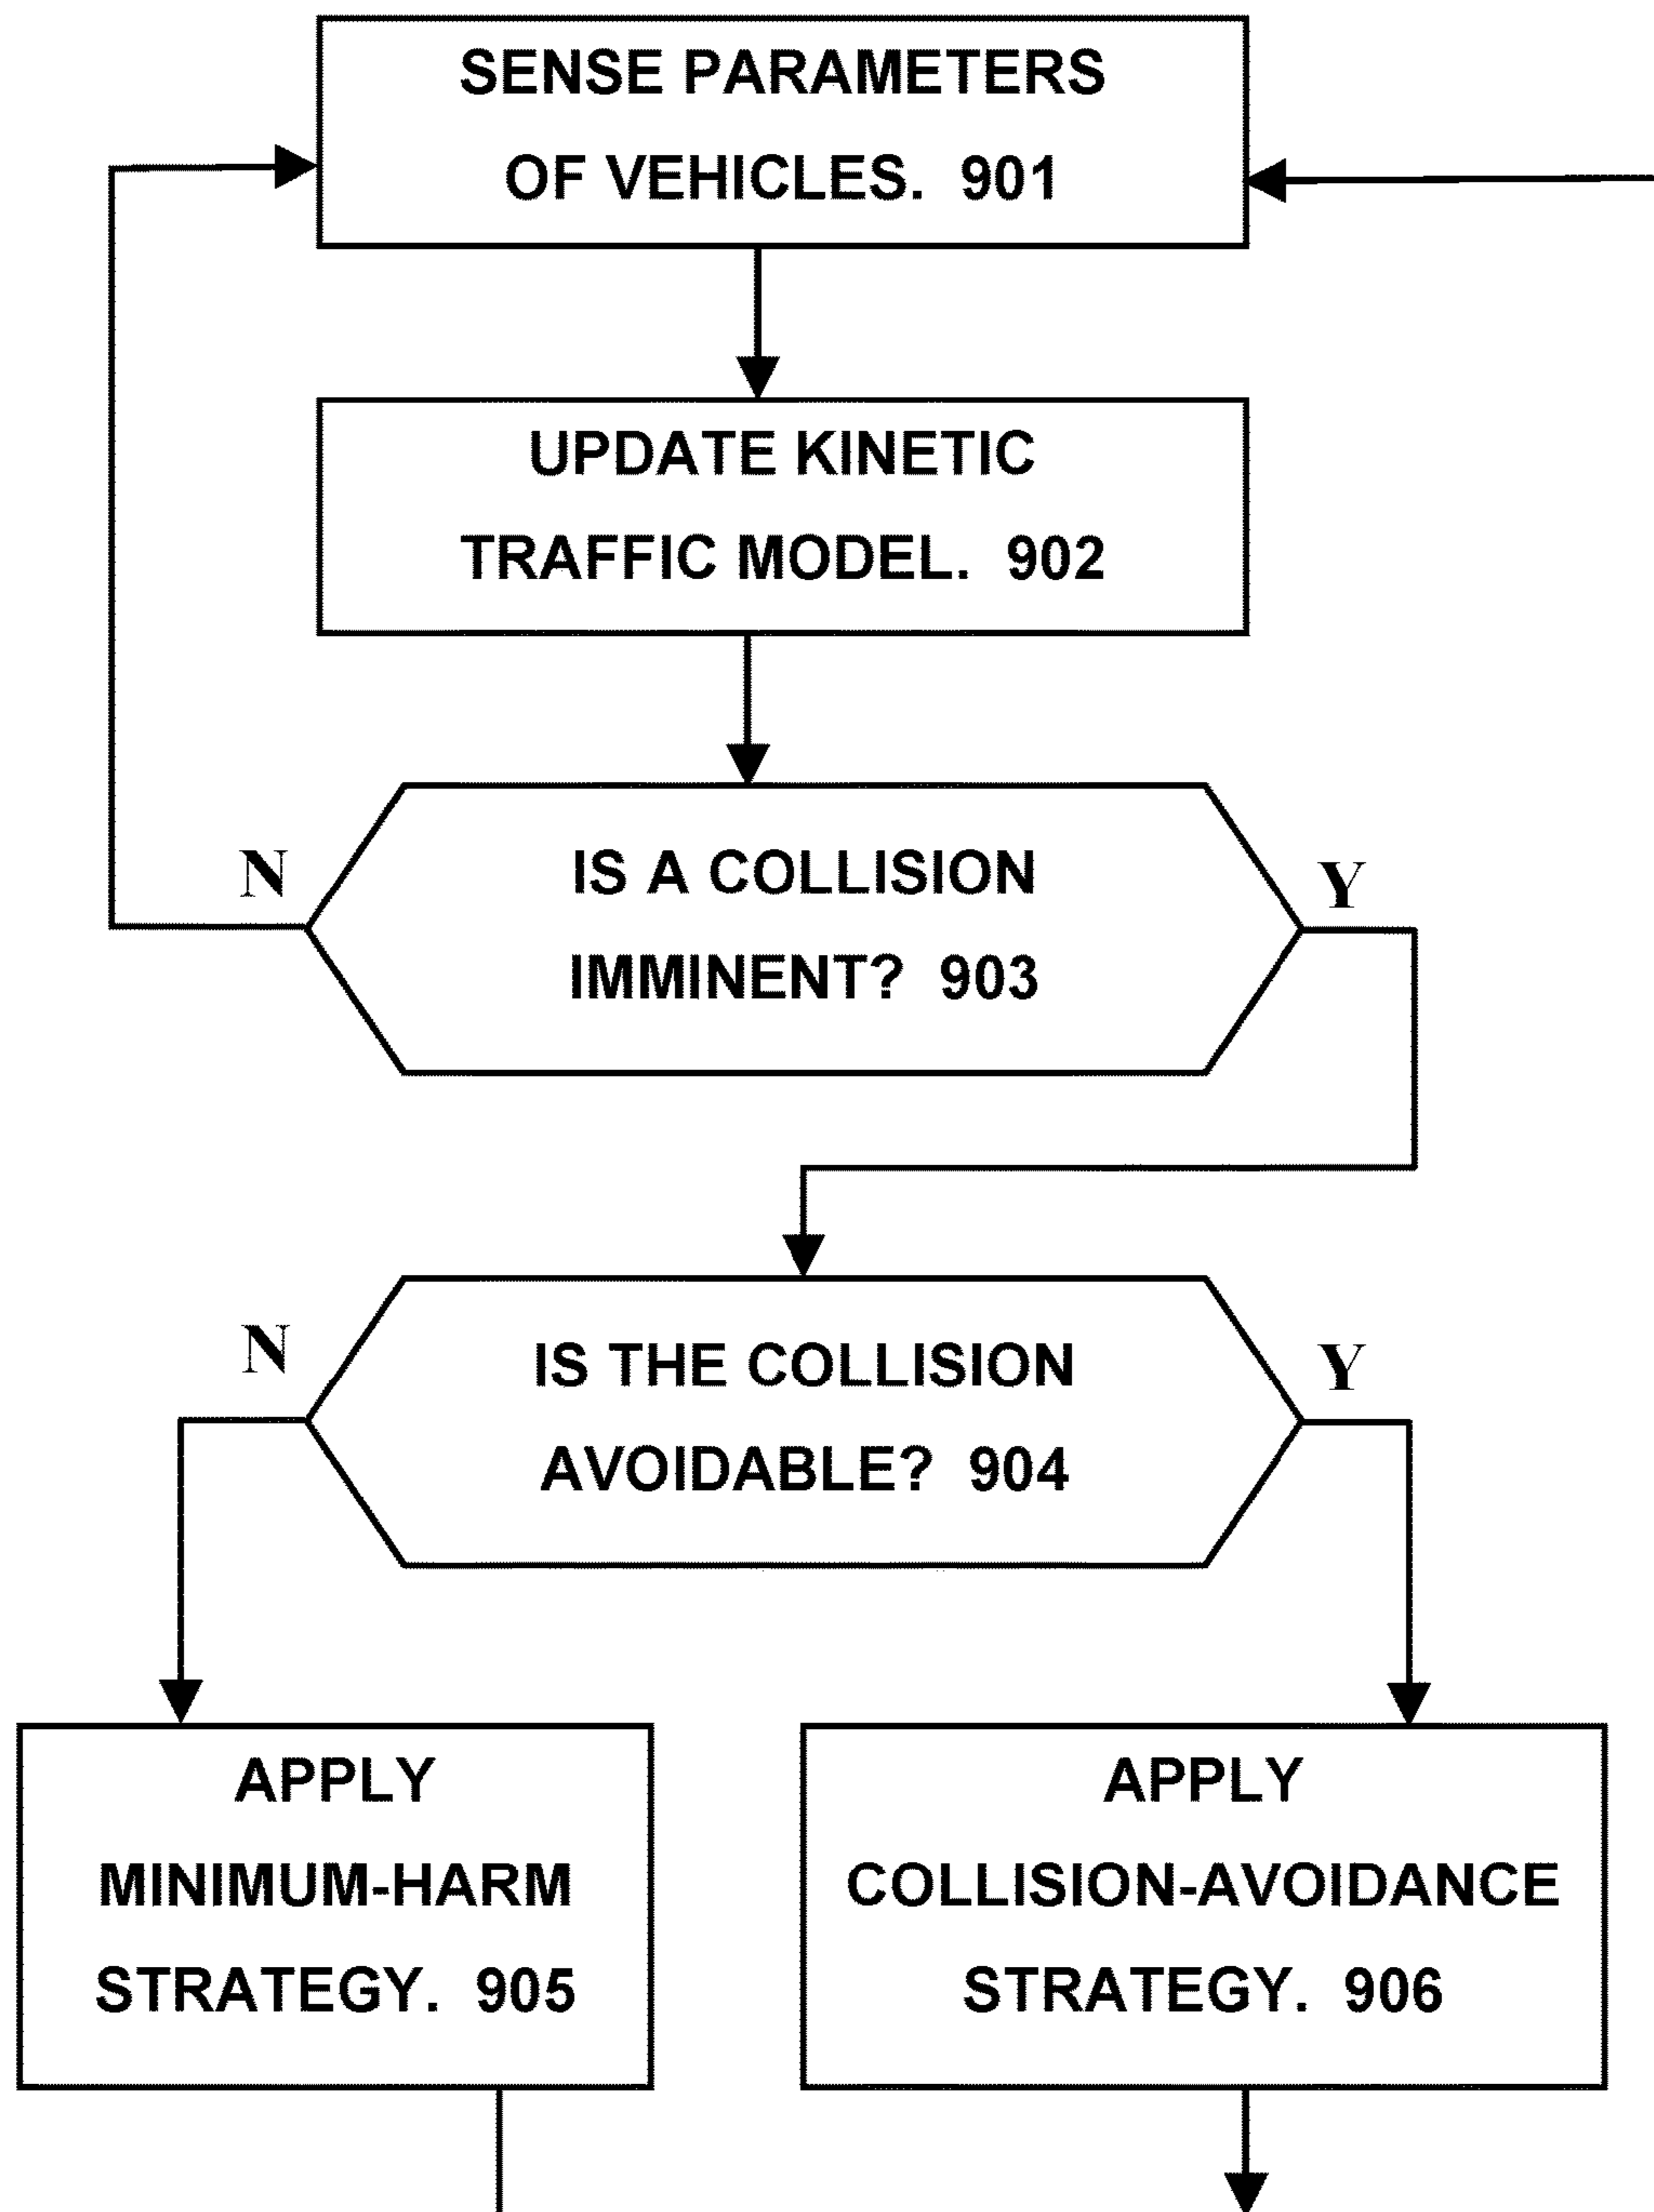 SENSE PARAMETERS
OF VEHICLES. 901
UPDATE KINETIC
TRAFFIC MODEL. 902
N
IS A COLLISION
IMMINENT? 903
Y
N
IS THE COLLISION
AVOIDABLE? 904
Y
APPLY
MINIMUM-HARM
STRATEGY. 905
APPLY
COLLISION-AVOIDANCE
STRATEGY. 906